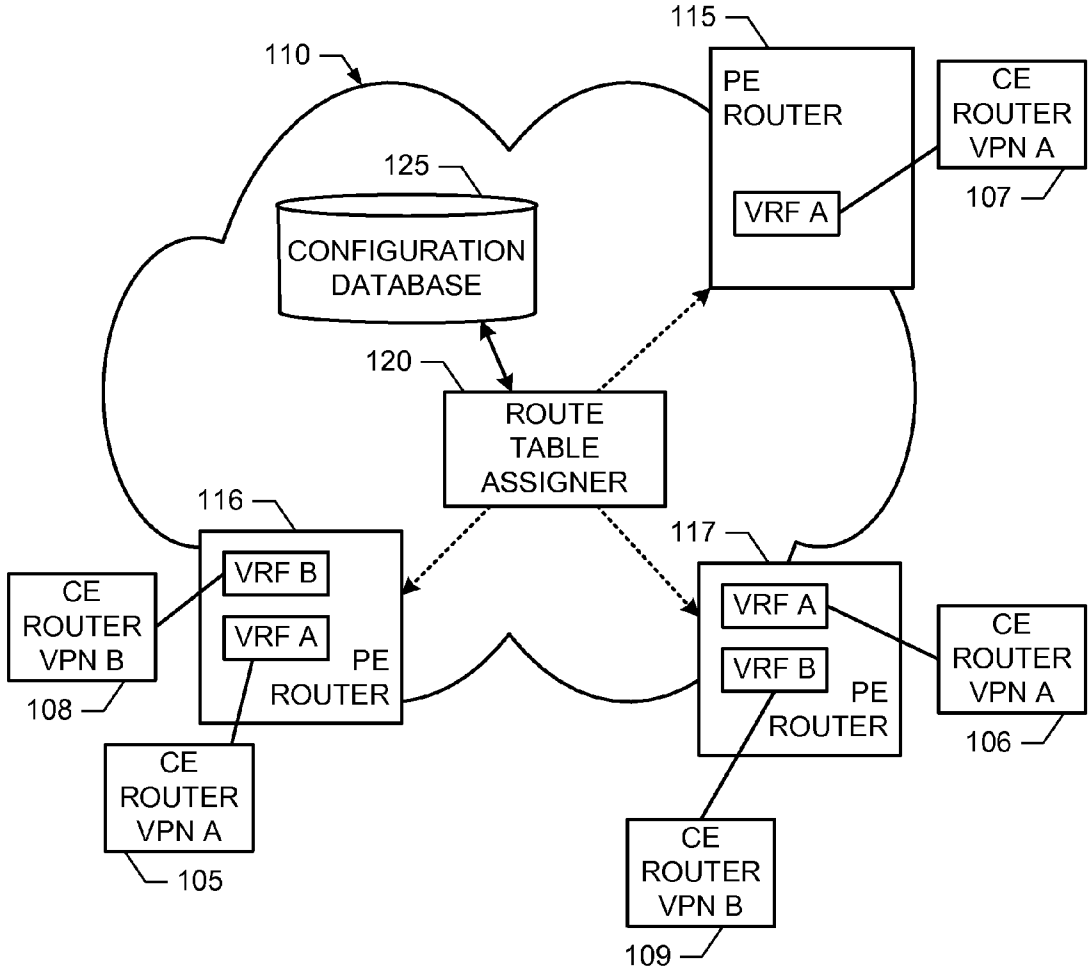 115
110
PE
ROUTER
CE
ROUTER
VPN A
107
VRF A
125
CONFIGURATION
DATABASE
120
ROUTE
TABLE
ASSIGNER
116
VRF B
VRF A
PE
ROUTER
CE
ROUTER
VPN B
108
CE
ROUTER
VPN A
105
117
VRF A
VRF B
PE
ROUTER
CE
ROUTER
VPN A
106
CE
ROUTER
VPN B
109